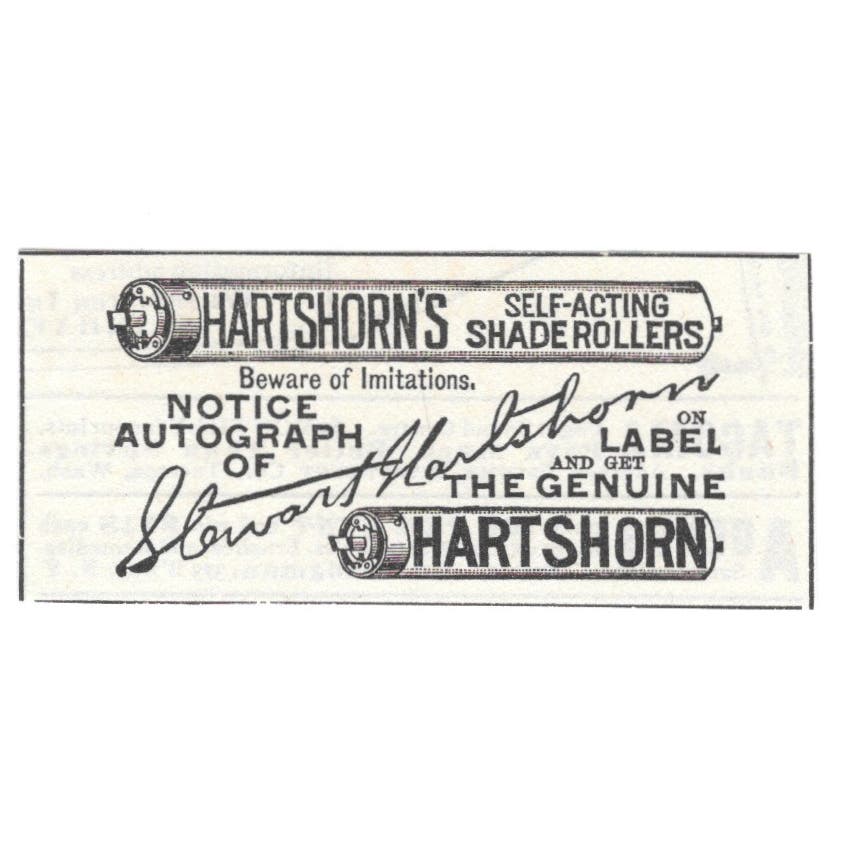 HARTSHORN'S SELF-ACTING
SHADE ROLLERS
Beware of Imitations.
NOTICE
AUTOGRAPH
OF
Stewart Hartshorn
ON
LABEL
AND GET
THE GENUINE
HARTSHORN